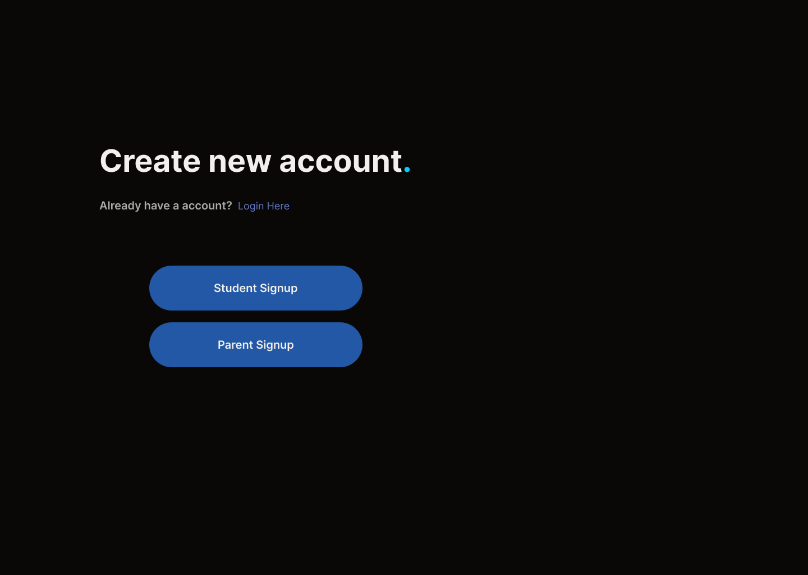 Create new account.
Already have a account? Login Here
Student Signup
Parent Signup